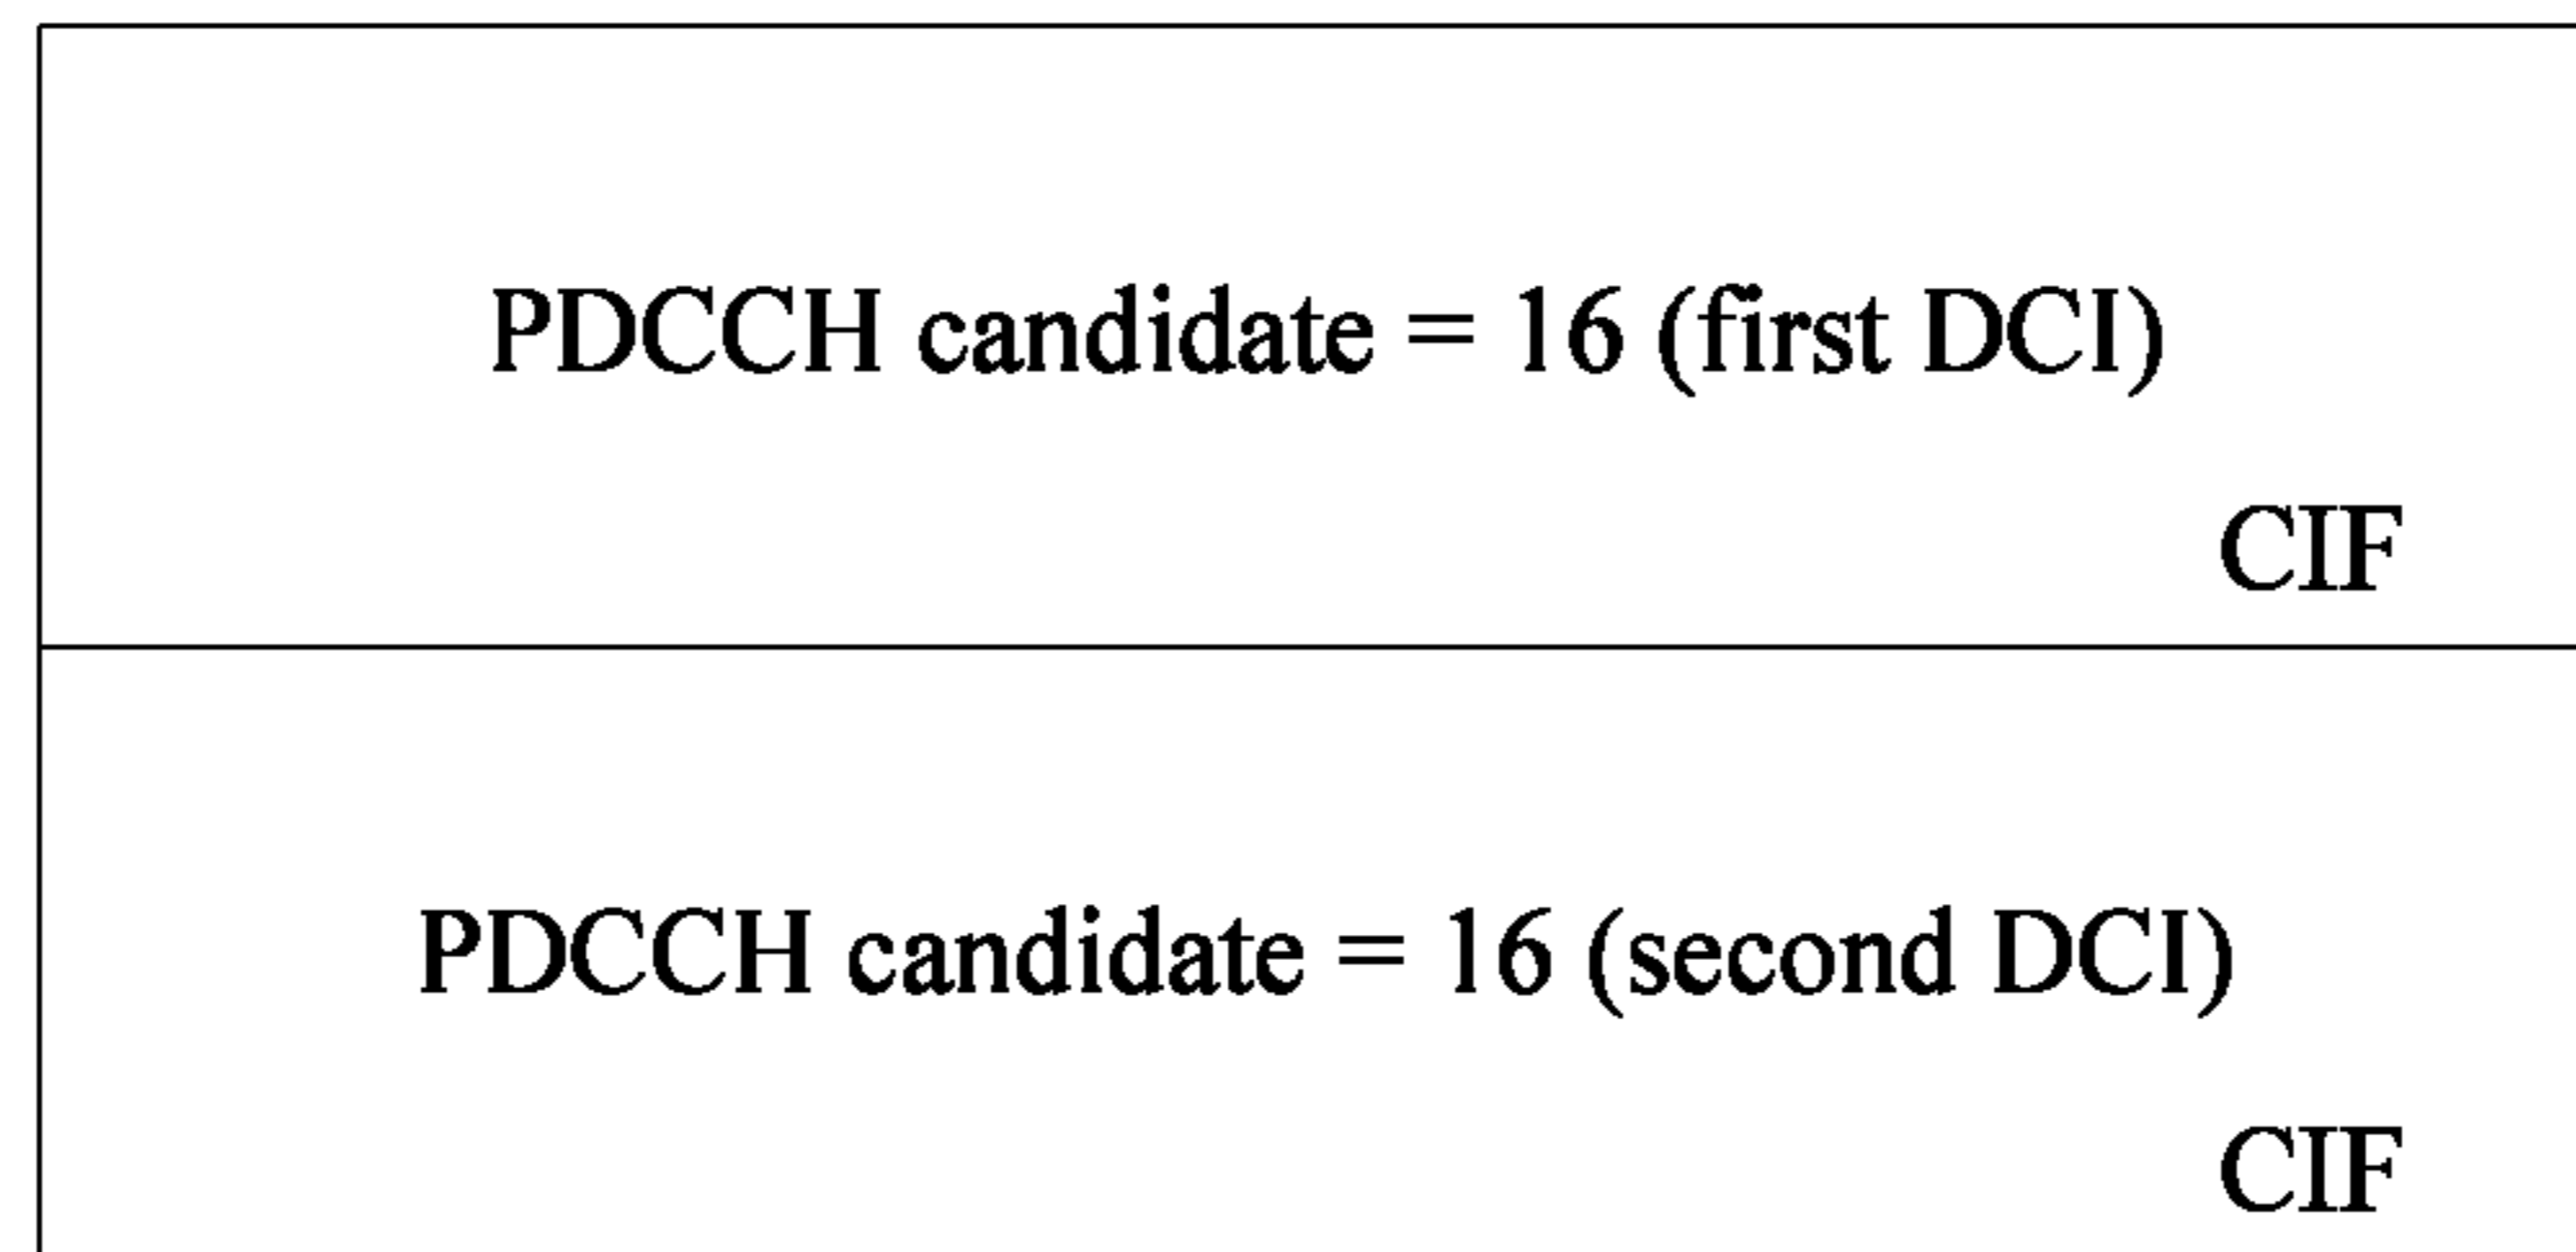 PDCCH candidate = 16 (first DCI)
CIF
PDCCH candidate = 16 (second DCI)
CIF